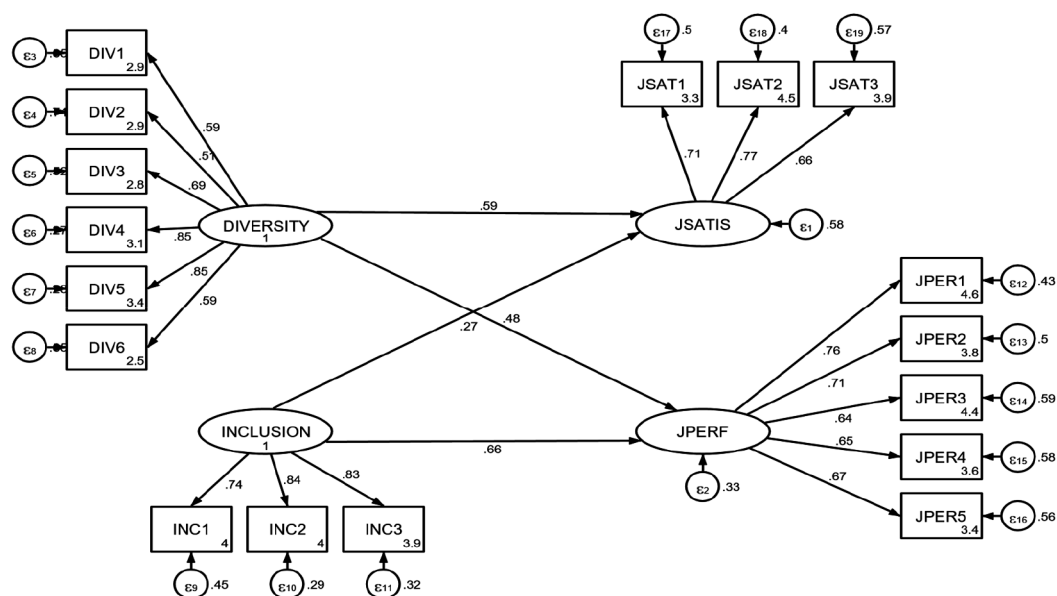 ε3
DIV1
2.9
ε4
DIV2
2.9
ε5
DIV3
2.8
ε6
DIV4
3.1
ε7
DIV5
3.4
ε8
DIV6
2.5
.59
.51
.69
.85
.85
.59
DIVERSITY
1
ε17 .5
ε18 .4
ε19 .57
JSAT1
3.3
JSAT2
4.5
JSAT3
3.9
.71
.77
.66
.59
JSATIS
ε1 .58
.27
.48
INCLUSION
1
.66
JPERF
ε2 .33
.74
.84
.83
INC1
4
INC2
4
INC3
3.9
ε9 .45
ε10 .29
ε11 .32
.76
.71
.64
.65
.67
JPER1
4.6
ε12 .43
JPER2
3.8
ε13 .5
JPER3
4.4
ε14 .59
JPER4
3.6
ε15 .58
JPER5
3.4
ε16 .56